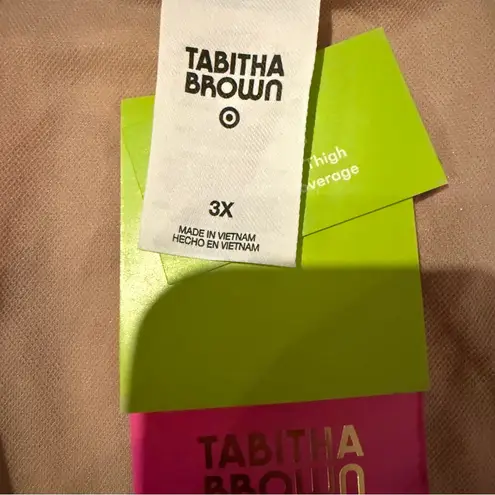 TABITHA
BROWN
3X
MADE IN VIETNAM
HECHO EN VIETNAM
Thigh
overage
TABITHA
BROWN